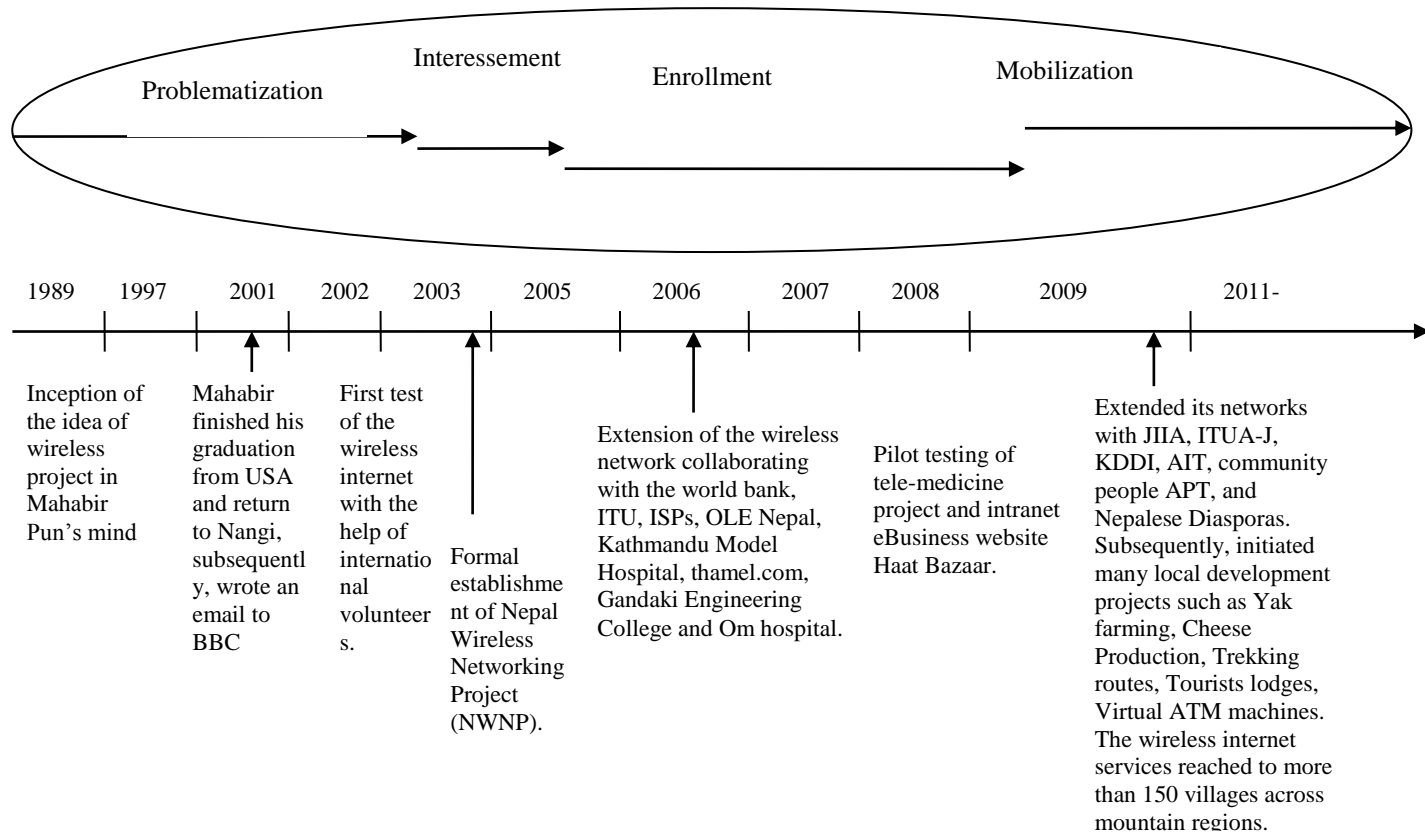 Problematization
Interessement
Enrollment
Mobilization
1989 1997 2001 2002 2003 2005 2006 2007 2008 2009 2011-
Inception of
the idea of
wireless
project in
Mahabir
Pun’s mind
Mahabir
finished his
graduation
from USA
and return
to Nangi,
subsequentl
y, wrote an
email to
BBC
First test
of the
wireless
internet
with the
help of
internatio
nal
volunteer
s.
Formal
establishme
nt of Nepal
Wireless
Networking
Project
(NWNP).
Extension of the wireless
network collaborating
with the world bank,
ITU, ISPs, OLE Nepal,
Kathmandu Model
Hospital, thamel.com,
Gandaki Engineering
College and Om hospital.
Pilot testing of
tele-medicine
project and intranet
eBusiness website
Haat Bazaar.
Extended its networks
with JIIA, ITUA-J,
KDDI, AIT, community
people APT, and
Nepalese Diasporas.
Subsequently, initiated
many local development
projects such as Yak
farming, Cheese
Production, Trekking
routes, Tourists lodges,
Virtual ATM machines.
The wireless internet
services reached to more
than 150 villages across
mountain regions.